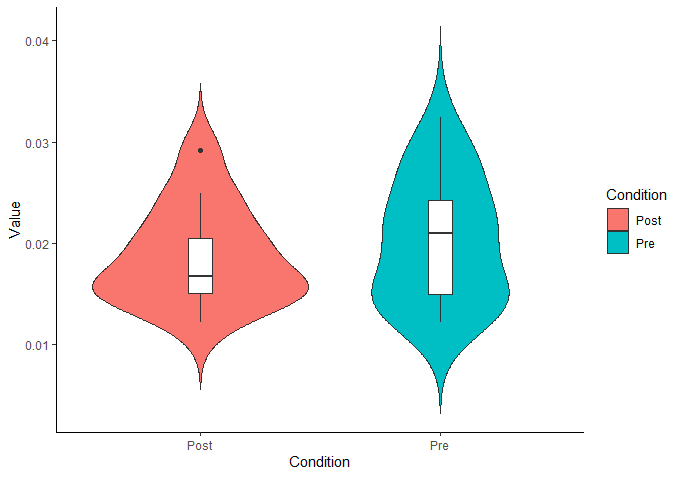 0.04
0.03
0.02
0.01
Value
Post
Pre
Condition
Condition
Post
Pre